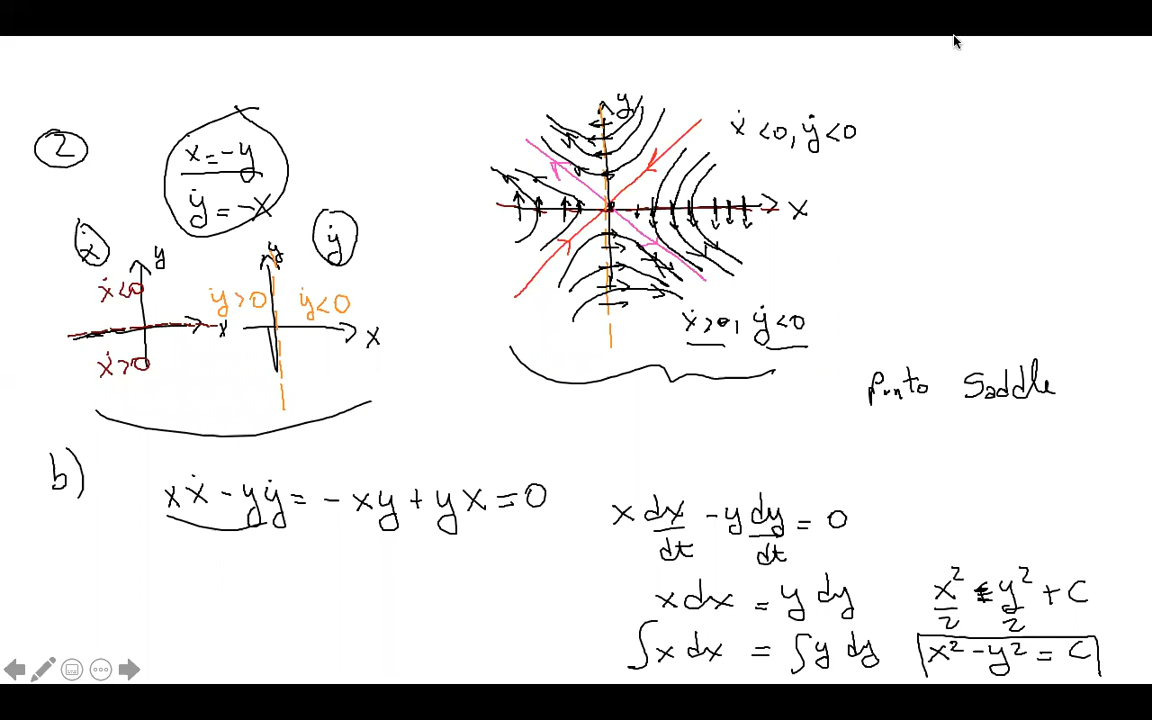 2
ẋ = -y
ẏ = -x
ẋ
y
ẋ<0
x
ẋ>0
ẏ
y
ẏ>0
ẏ<0
x
y
x
ẋ<0, ẏ<0
ẋ>0, ẏ<0
Punto Saddle
b)
xẋ - yẏ = - xy + yx = 0
x dx/dt - y dy/dt = 0
x dx = y dy
∫x dx = ∫y dy
x²/2 = y²/2 + C
x² - y² = C